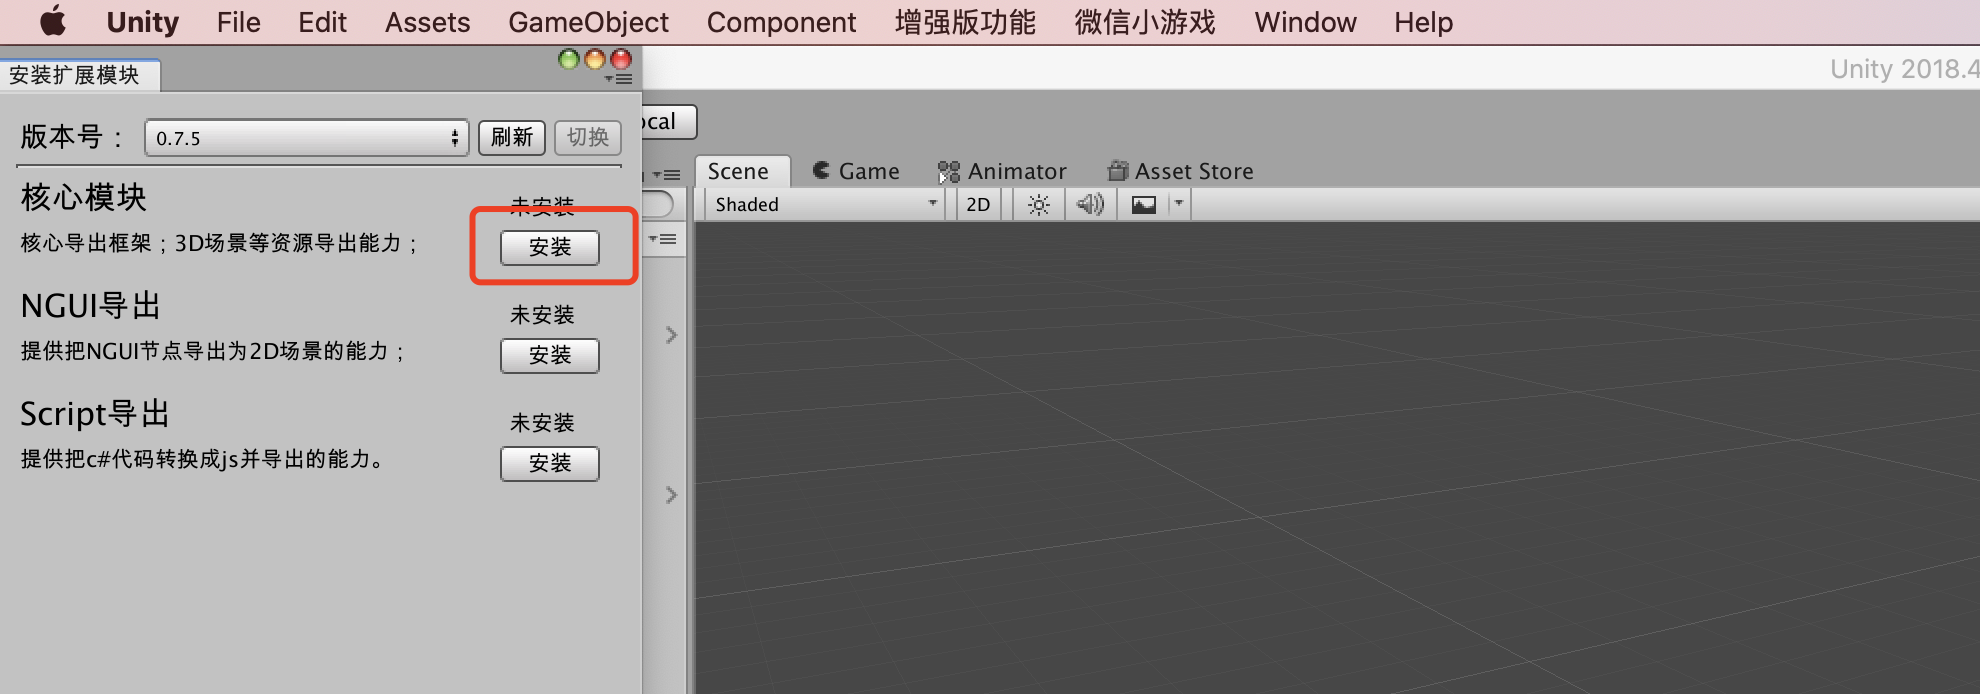 Unity File Edit Assets GameObject Component 增强版功能 微信小游戏 Window Help
安装扩展模块
Unity 2018.4
版本号： 0.7.5 刷新 切换
Scene Game Animator Asset Store
Shaded 2D
核心模块
未安装
核心导出框架；3D场景等资源导出能力；
安装
NGUI导出
未安装
提供把NGUI节点导出为2D场景的能力；
安装
Script导出
未安装
提供把c#代码转换成js并导出的能力。
安装